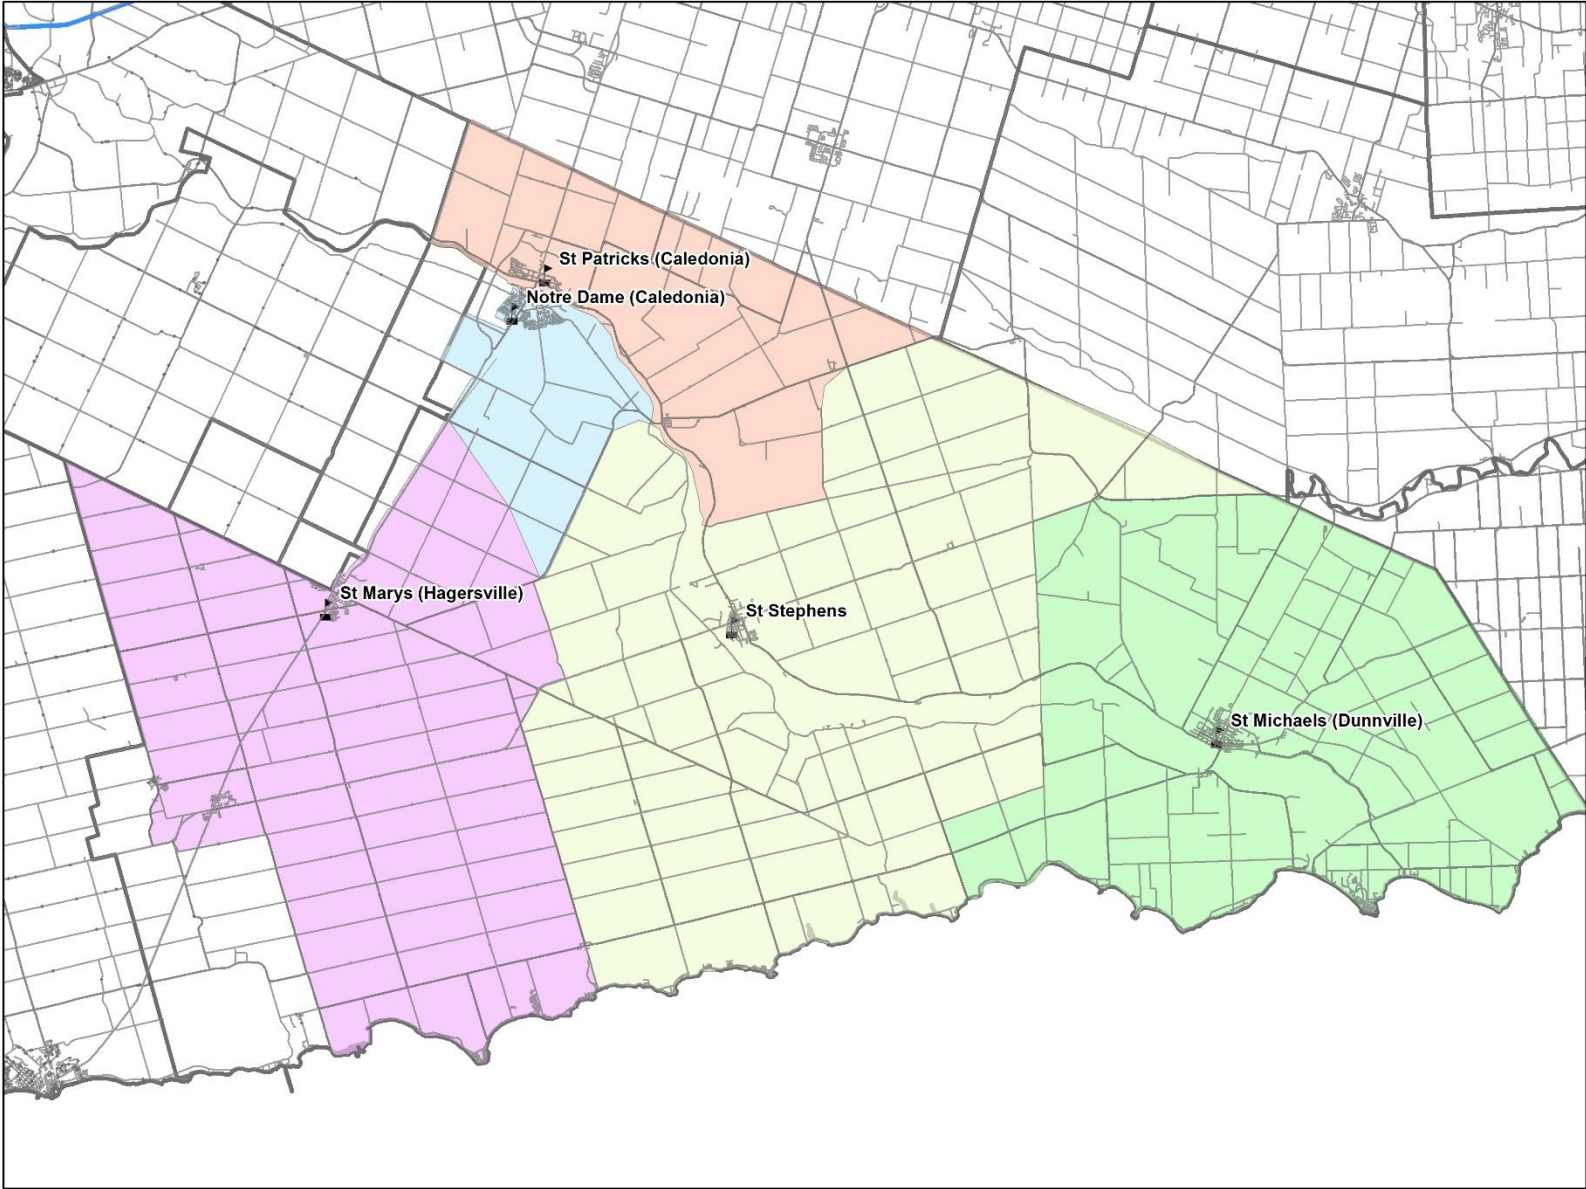 St Patricks (Caledonia)
Notre Dame (Caledonia)
St Marys (Hagersville)
St Stephens
St Michaels (Dunnville)